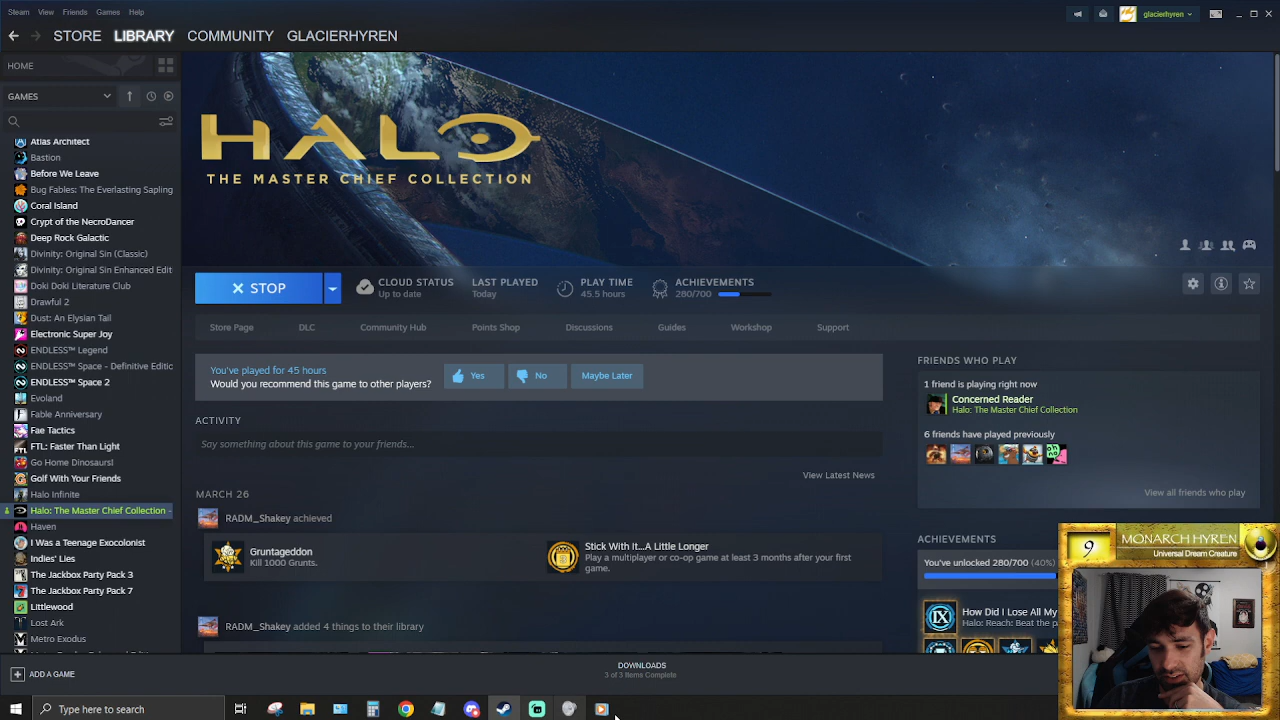 Steam View Friends Games Help
glacierhyren
STORE LIBRARY COMMUNITY GLACIERHYREN
HOME
GAMES
Atlas Architect
Bastion
Before We Leave
Bug Fables: The Everlasting Sapling
Coral Island
Crypt of the NecroDancer
Deep Rock Galactic
Divinity: Original Sin (Classic)
Divinity: Original Sin Enhanced Editi
Doki Doki Literature Club
Drawful 2
Dust: An Elysian Tail
Electronic Super Joy
ENDLESS™ Legend
ENDLESS™ Space - Definitive Editic
ENDLESS™ Space 2
Evoland
Fable Anniversary
Fae Tactics
FTL: Faster Than Light
Go Home Dinosaurs!
Golf With Your Friends
Halo Infinite
Halo: The Master Chief Collection -
Haven
I Was a Teenage Exocolonist
Indies' Lies
The Jackbox Party Pack 3
The Jackbox Party Pack 7
Littlewood
Lost Ark
Metro Exodus
ADD A GAME
HALO
THE MASTER CHIEF COLLECTION
STOP
CLOUD STATUS
Up to date
LAST PLAYED
Today
PLAY TIME
45.5 hours
ACHIEVEMENTS
280/700
Store Page DLC Community Hub Points Shop Discussions Guides Workshop Support
You've played for 45 hours
Would you recommend this game to other players?
Yes No Maybe Later
ACTIVITY
Say something about this game to your friends...
View Latest News
MARCH 26
RADM_Shakey achieved
Gruntageddon
Kill 1000 Grunts.
Stick With It...A Little Longer
Play a multiplayer or co-op game at least 3 months after your first
game.
RADM_Shakey added 4 things to their library
FRIENDS WHO PLAY
1 friend is playing right now
Concerned Reader
Halo: The Master Chief Collection
6 friends have played previously
View all friends who play
ACHIEVEMENTS
You've unlocked 280/700 (40%)
IX
How Did I Lose All My
Halo: Reach: Beat the pa
9
MONARCH HYREN
Universal Dream Creature
DOWNLOADS
3 of 3 Items Complete
Type here to search